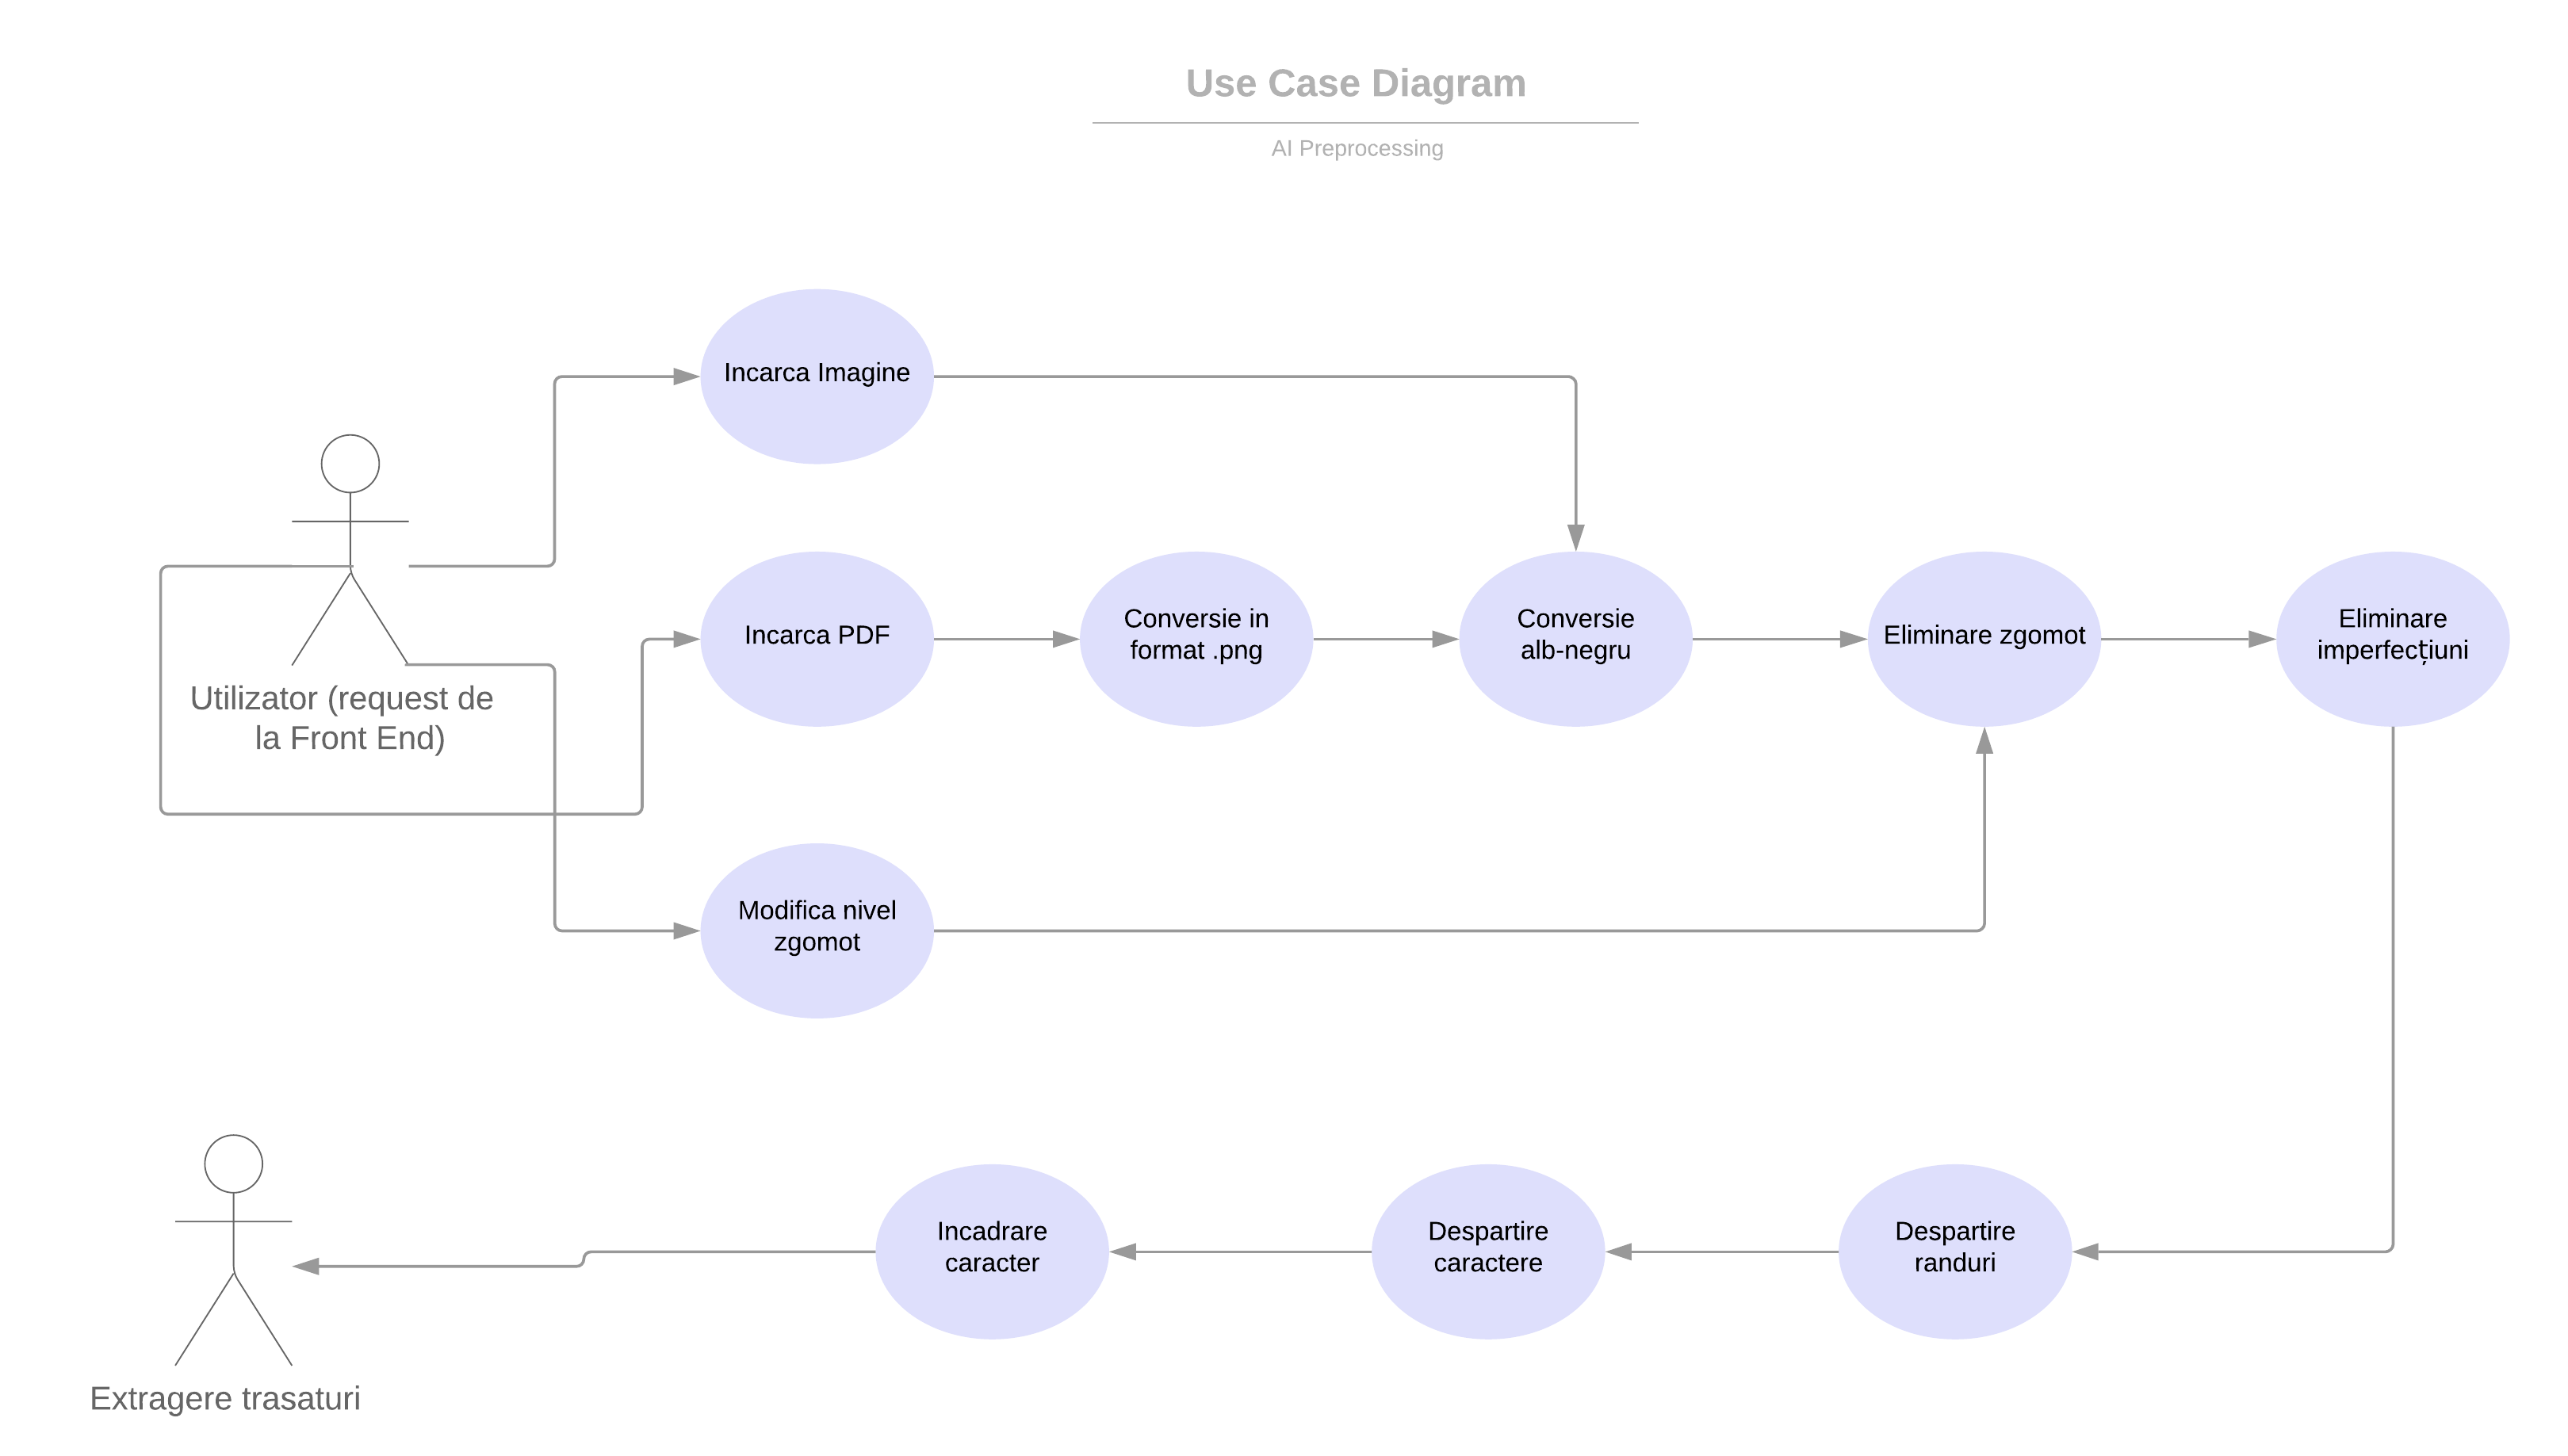 Use Case Diagram
AI Preprocessing
Incarca Imagine
Utilizator (request de
la Front End)
Incarca PDF
Conversie in
format .png
Conversie
alb-negru
Eliminare zgomot
Eliminare
imperfecțiuni
Modifica nivel
zgomot
Incadrare
caracter
Despartire
caractere
Despartire
randuri
Extragere trasaturi